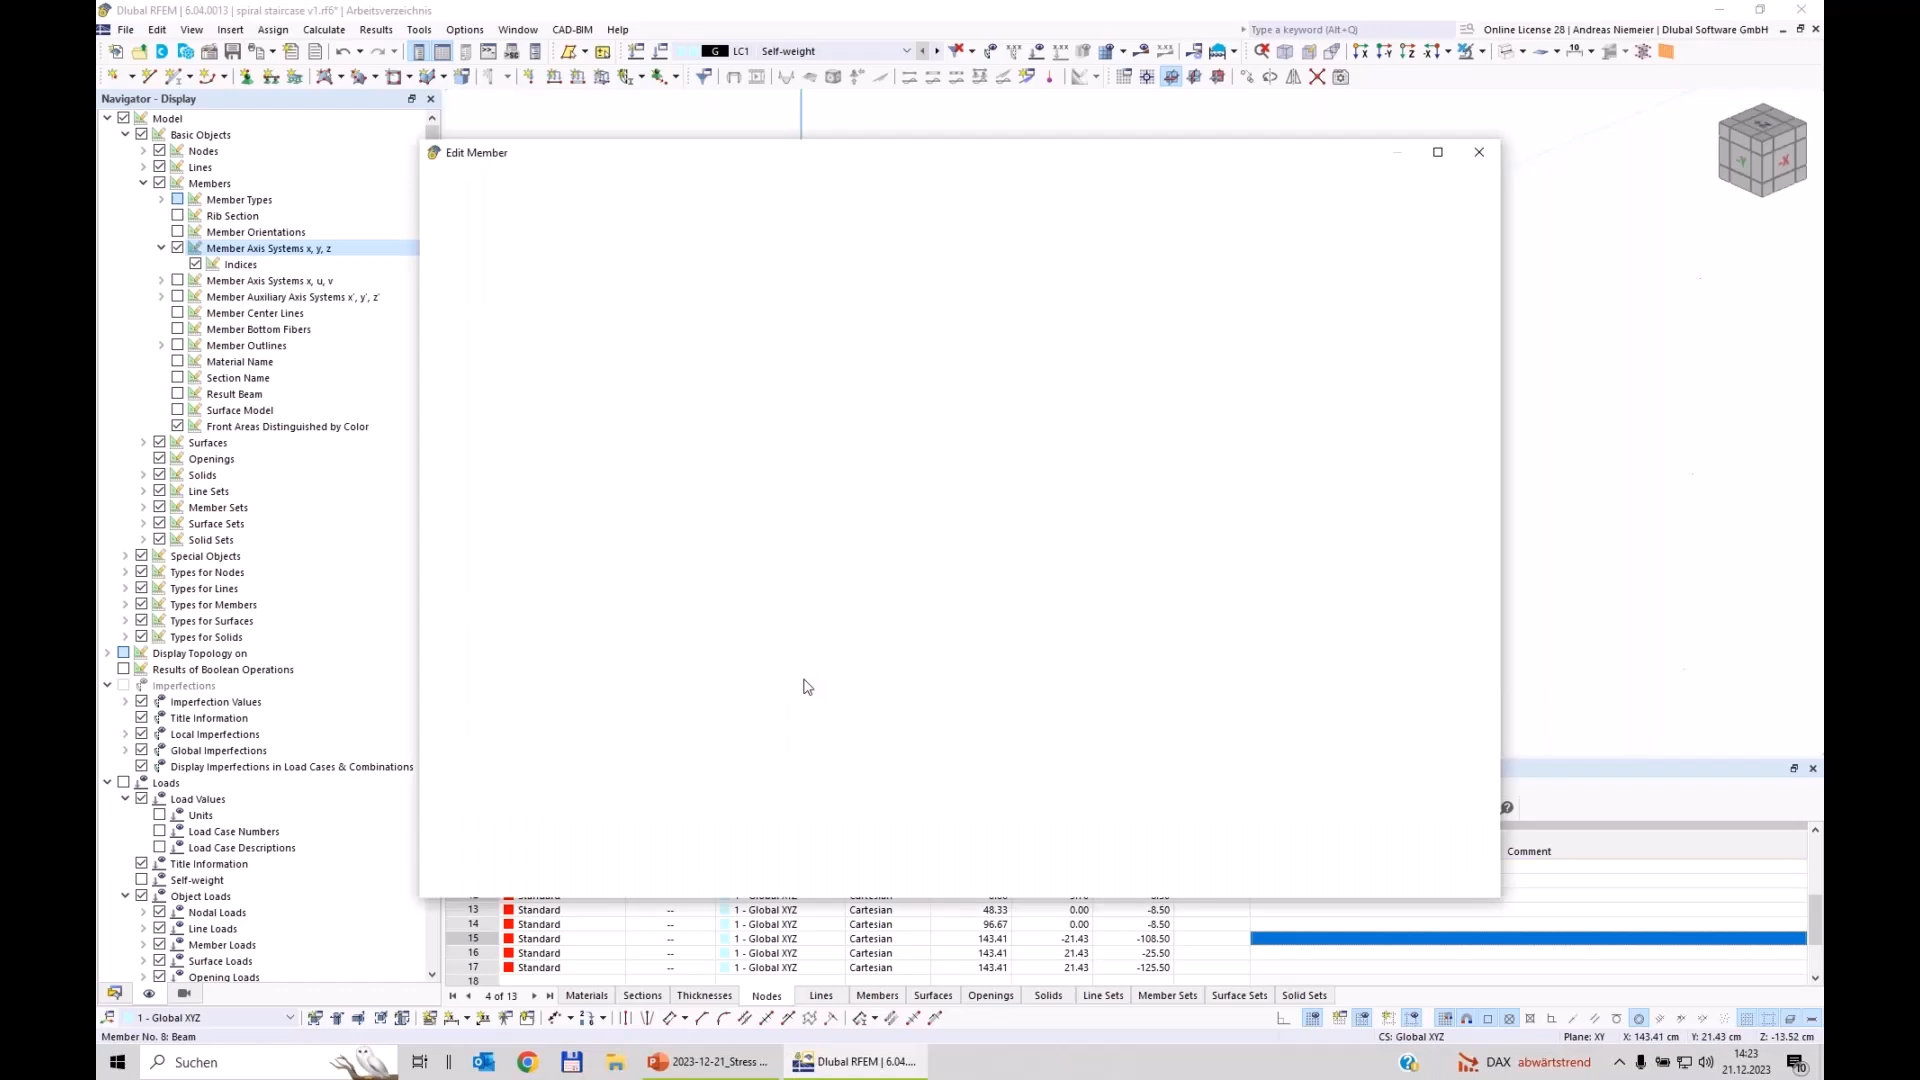 Dlubal RFEM | 6.04.0013 | spiral staircase v1.rf6* | Arbeitsverzeichnis
File Edit View Insert Assign Calculate Results Tools Options Window CAD-BIM Help
Type a keyword (Alt+Q)
Online License 28 | Andreas Niemeier | Dlubal Software GmbH
G LC1 Self-weight
Navigator - Display
Model
Basic Objects
Nodes
Lines
Members
Member Types
Rib Section
Member Orientations
Member Axis Systems x, y, z
Indices
Member Axis Systems x, u, v
Member Auxiliary Axis Systems x', y', z'
Member Center Lines
Member Bottom Fibers
Member Outlines
Material Name
Section Name
Result Beam
Surface Model
Front Areas Distinguished by Color
Surfaces
Openings
Solids
Line Sets
Member Sets
Surface Sets
Solid Sets
Special Objects
Types for Nodes
Types for Lines
Types for Members
Types for Surfaces
Types for Solids
Display Topology on
Results of Boolean Operations
Imperfections
Imperfection Values
Title Information
Local Imperfections
Global Imperfections
Display Imperfections in Load Cases & Combinations
Loads
Load Values
Units
Load Case Numbers
Load Case Descriptions
Title Information
Self-weight
Object Loads
Nodal Loads
Line Loads
Member Loads
Surface Loads
Opening Loads
Edit Member
-Y -X
Comment
13 Standard -- 1 - Global XYZ Cartesian 48.33 0.00 -8.50
14 Standard -- 1 - Global XYZ Cartesian 96.67 0.00 -8.50
15 Standard -- 1 - Global XYZ Cartesian 143.41 -21.43 -108.50
16 Standard -- 1 - Global XYZ Cartesian 143.41 21.43 -25.50
17 Standard -- 1 - Global XYZ Cartesian 143.41 21.43 -125.50
18
4 of 13 Materials Sections Thicknesses Nodes Lines Members Surfaces Openings Solids Line Sets Member Sets Surface Sets Solid Sets
1 - Global XYZ
Member No. 8: Beam
CS: Global XYZ Plane: XY X: 143.41 cm Y: 21.43 cm Z: -13.52 cm
Suchen
2023-12-21_Stress ...
Dlubal RFEM | 6.04....
DAX abwärtstrend
14:23
21.12.2023
10